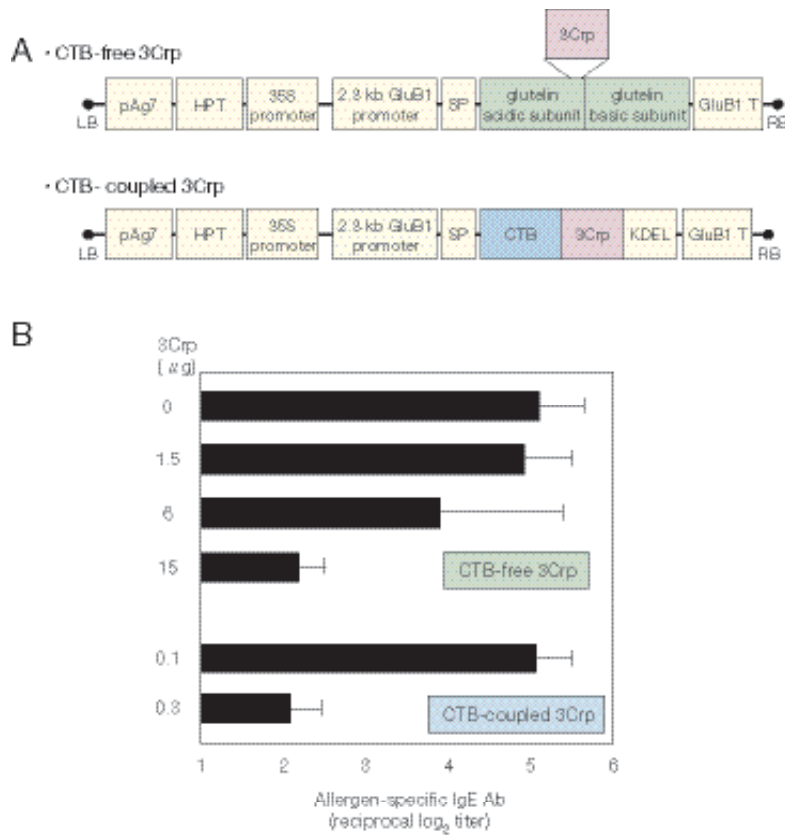 3Crp
A ・CTB-free 3Crp
pAg7 HPT 35S promoter 2.3 kb GluB1 promoter SP glutelin acidic subunit glutelin basic subunit GluB1 T
LB RB
・CTB- coupled 3Crp
pAg7 HPT 35S promoter 2.3 kb GluB1 promoter SP CTB 3Crp KDEL GluB1 T
LB RB
B
3Crp
(μg)
0
1.5
6
15 CTB-free 3Crp
0.1
0.3 CTB-coupled 3Crp
1 2 3 4 5 6
Allergen-specific IgE Ab
(reciprocal log₂ titer)